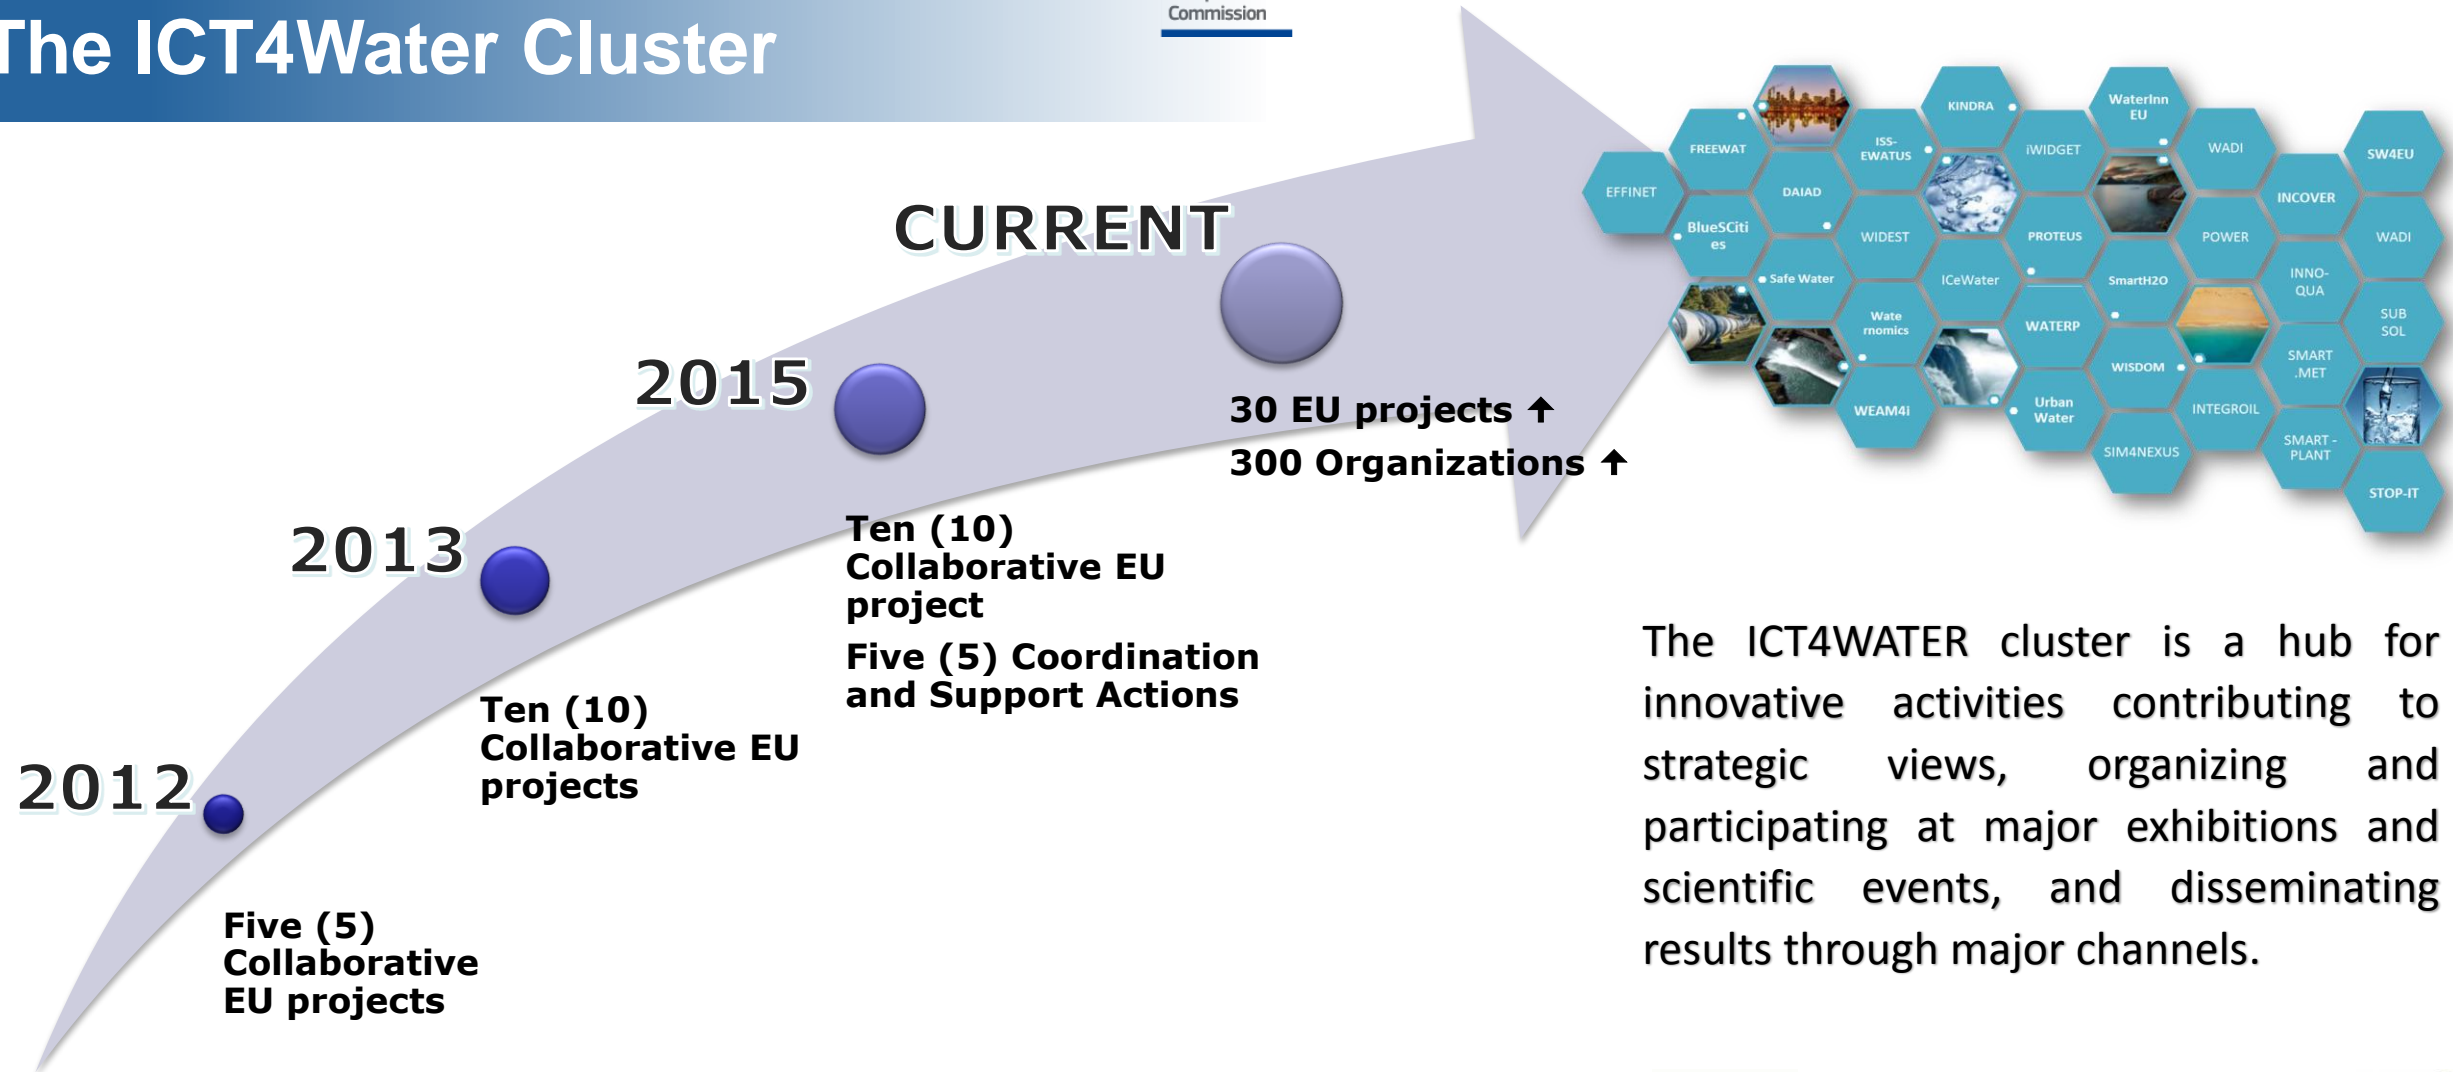 The ICT4Water Cluster
Commission
CURRENT
2015
2013
2012
30 EU projects ↑
300 Organizations ↑
Ten (10)
Collaborative EU
project
Five (5) Coordination
and Support Actions
Ten (10)
Collaborative EU
projects
Five (5)
Collaborative
EU projects
EFFINET
FREEWAT
BlueSCiti
es
DAIAD
Safe Water
ISS-
EWATUS
WIDEST
Wate
rnomics
WEAM4i
KINDRA
ICeWater
iWIDGET
PROTEUS
WATERP
Urban
Water
WaterInn
EU
SmartH2O
WISDOM
SIM4NEXUS
WADI
POWER
INTEGROIL
INCOVER
INNO-
QUA
SMART
.MET
SMART -
PLANT
SW4EU
WADI
SUB
SOL
STOP-IT
The ICT4WATER cluster is a hub for
innovative activities contributing to
strategic views, organizing and
participating at major exhibitions and
scientific events, and disseminating
results through major channels.